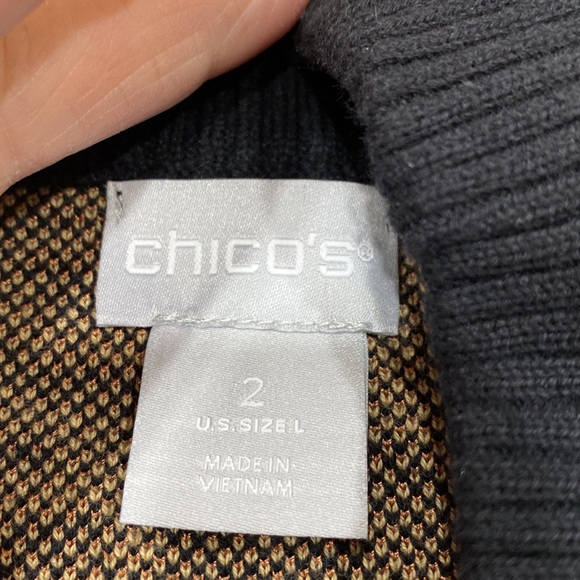 chico's®
2
U.S. SIZE L
MADE IN
VIETNAM